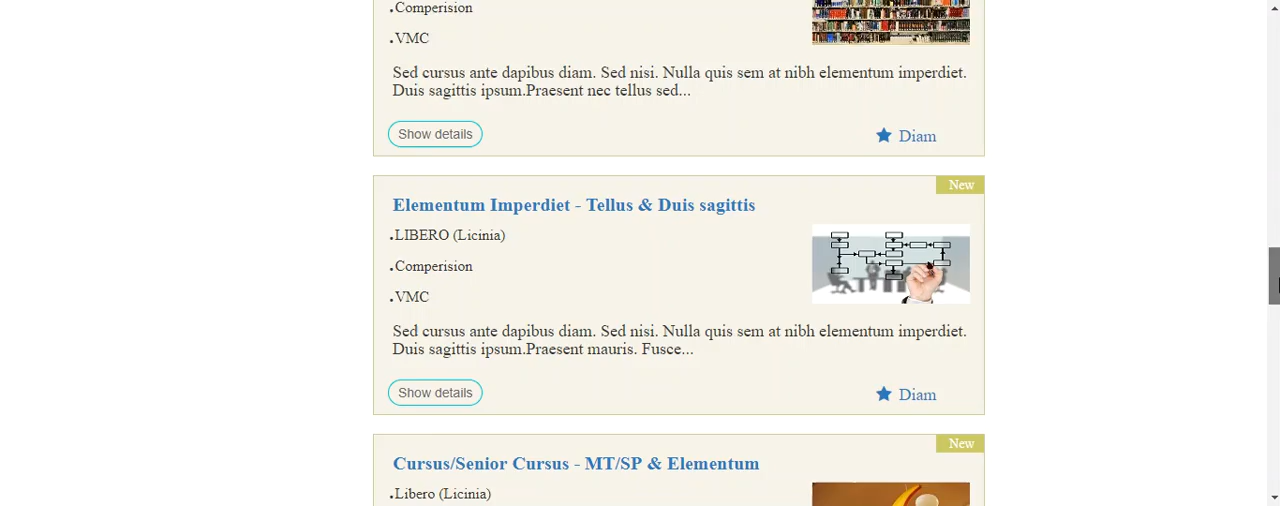 .Comperision
.VMC
Sed cursus ante dapibus diam. Sed nisi. Nulla quis sem at nibh elementum imperdiet.
Duis sagittis ipsum.Praesent nec tellus sed...
Show details
Diam
New
Elementum Imperdiet - Tellus & Duis sagittis
.LIBERO (Licinia)
.Comperision
.VMC
Sed cursus ante dapibus diam. Sed nisi. Nulla quis sem at nibh elementum imperdiet.
Duis sagittis ipsum.Praesent mauris. Fusce...
Show details
Diam
New
Cursus/Senior Cursus - MT/SP & Elementum
.Libero (Licinia)